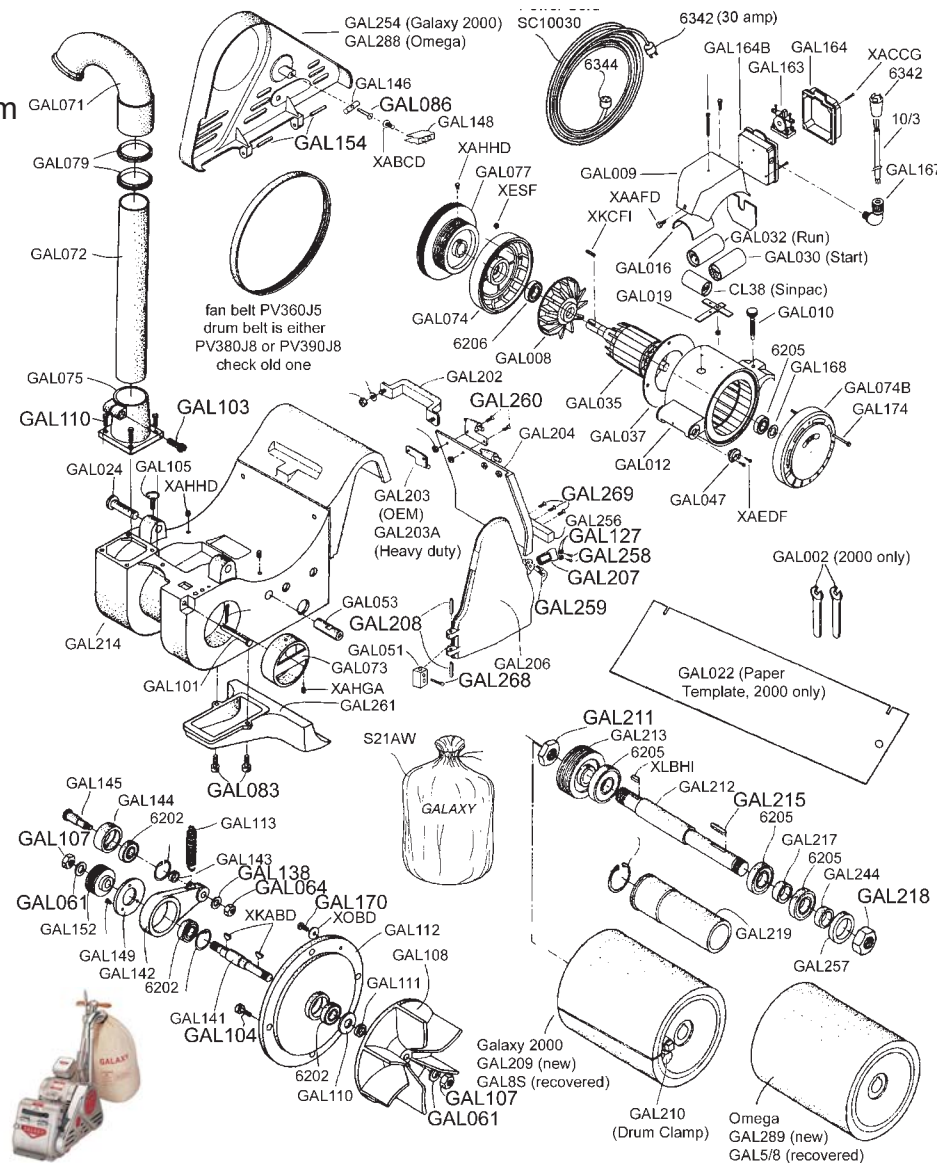 GAL254 (Galaxy 2000)
GAL288 (Omega)
SC10030
6342 (30 amp)
GAL164B
GAL164
GAL163
XACCG
6342
6344
GAL146
GAL086
GAL148
GAL071
m
GAL154
XABCD
10/3
XAHHD
GAL079
GAL077
XESF
GAL009
XAAFD
GAL167
XKCFI
GAL032 (Run)
GAL030 (Start)
GAL072
GAL016
CL38 (Sinpac)
GAL019
GAL010
fan belt PV360J5
drum belt is either
PV380J8 or PV390J8
check old one
GAL074
6206
GAL008
6205
GAL168
GAL075
GAL202
GAL074B
GAL260
GAL035
GAL174
GAL110
GAL103
GAL204
GAL037
GAL012
GAL024
GAL105
XAHHD
GAL047
GAL203
(OEM)
GAL203A
(Heavy duty)
GAL269
XAEDF
GAL256
GAL127
GAL258
GAL207
GAL002 (2000 only)
GAL259
GAL053
GAL208
GAL214
GAL051
GAL073
GAL206
GAL101
GAL268
XAHGA
GAL261
GAL022 (Paper
Template, 2000 only)
S21AW
GAL211
GAL213
6205
XLBHI
GAL083
GAL212
GAL215
GAL145
GAL144
6202
GAL113
GALAXY
6205
GAL217
6205
GAL244
GAL107
GAL143
GAL138
GAL064
GAL218
GAL061
GAL170
XKABD
XOBD
GAL152
GAL112
GAL219
GAL149
GAL108
GAL142
GAL257
6202
GAL111
GAL141
GAL104
GALAXY
Galaxy 2000
GAL209 (new)
GAL8S (recovered)
6202
GAL110
GAL107
GAL061
GAL210
(Drum Clamp)
Omega
GAL289 (new)
GAL5/8 (recovered)